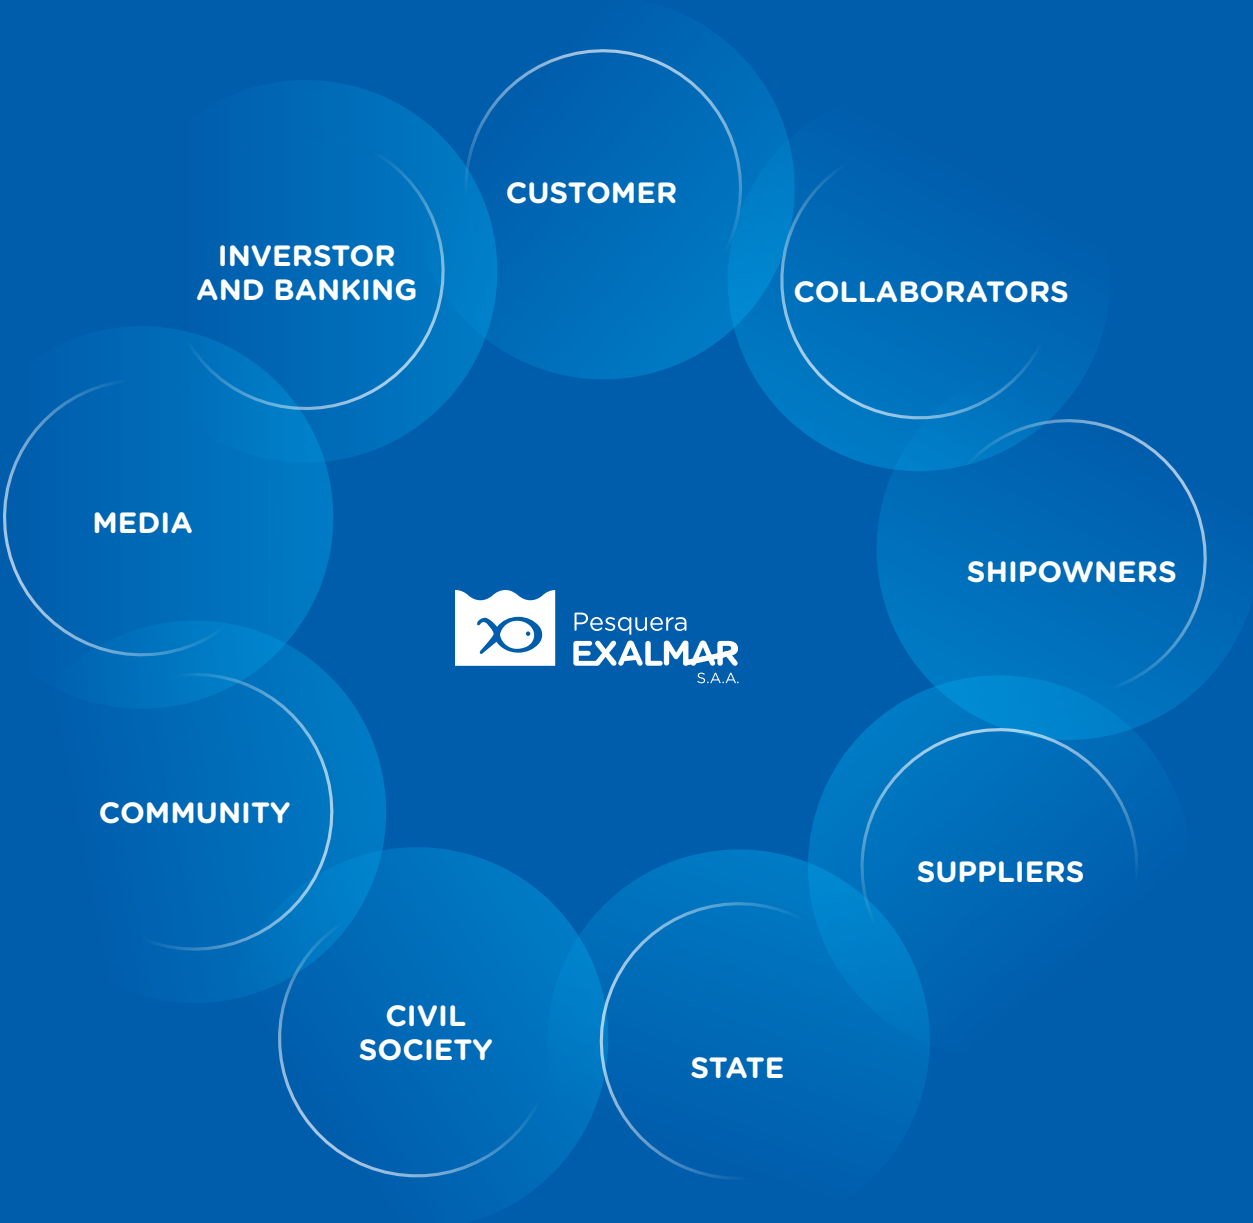 CUSTOMER
INVERSTOR
AND BANKING
COLLABORATORS
MEDIA
SHIPOWNERS
Pesquera
EXALMAR
S.A.A.
COMMUNITY
SUPPLIERS
CIVIL
SOCIETY
STATE